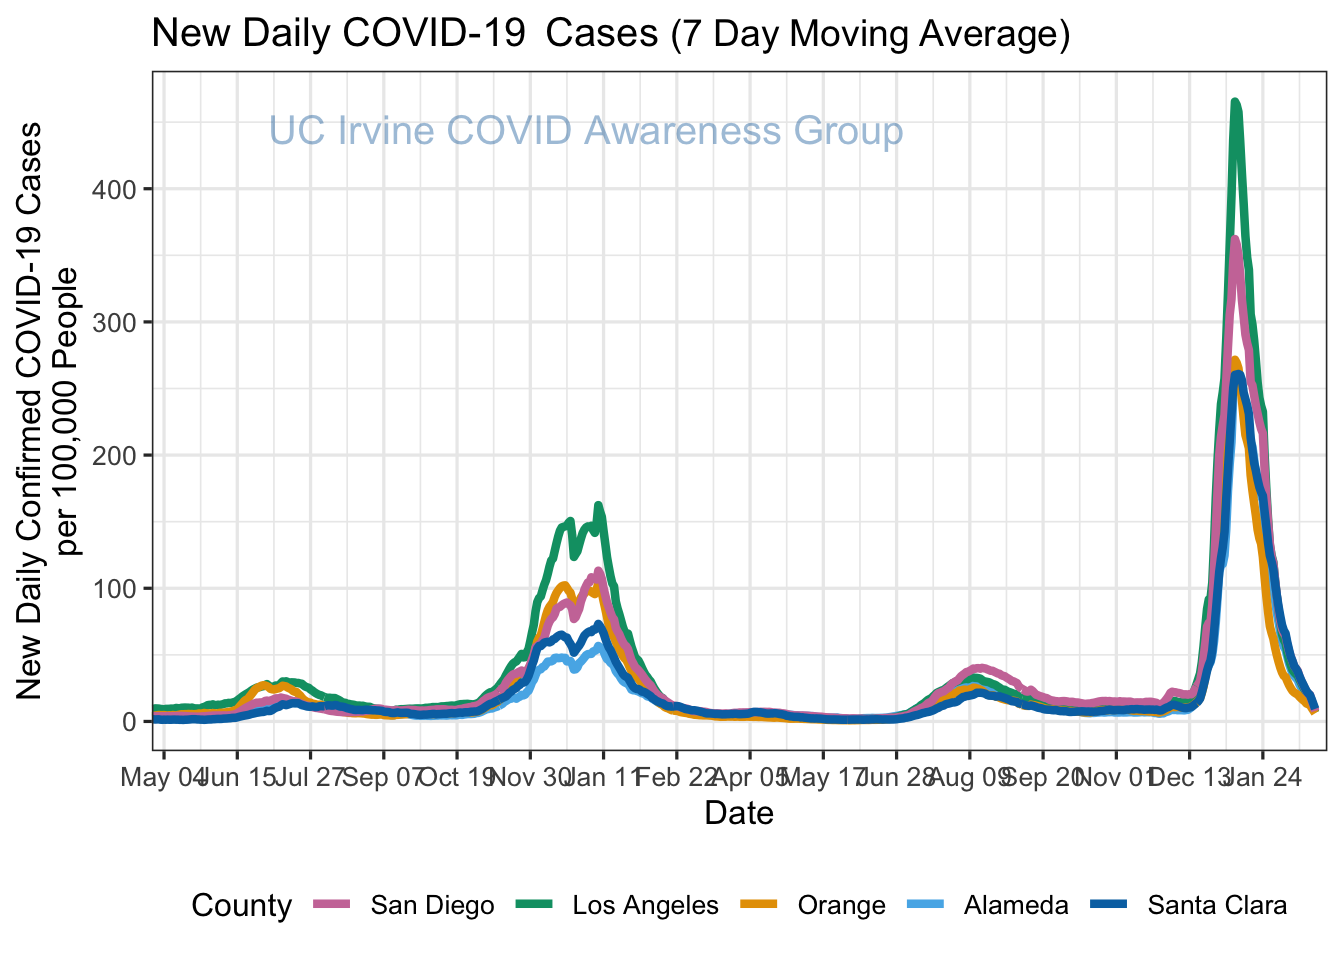 New Daily COVID-19  Cases (7 Day Moving Average)
UC Irvine COVID Awareness Group
New Daily Confirmed COVID-19 Cases
per 100,000 People
400
300
200
100
0
May 04 Jun 15 Jul 27 Sep 07 Oct 19 Nov 30 Jan 11 Feb 22 Apr 05 May 17 Jun 28 Aug 09 Sep 20 Nov 01 Dec 13 Jan 24
Date
County San Diego Los Angeles Orange Alameda Santa Clara